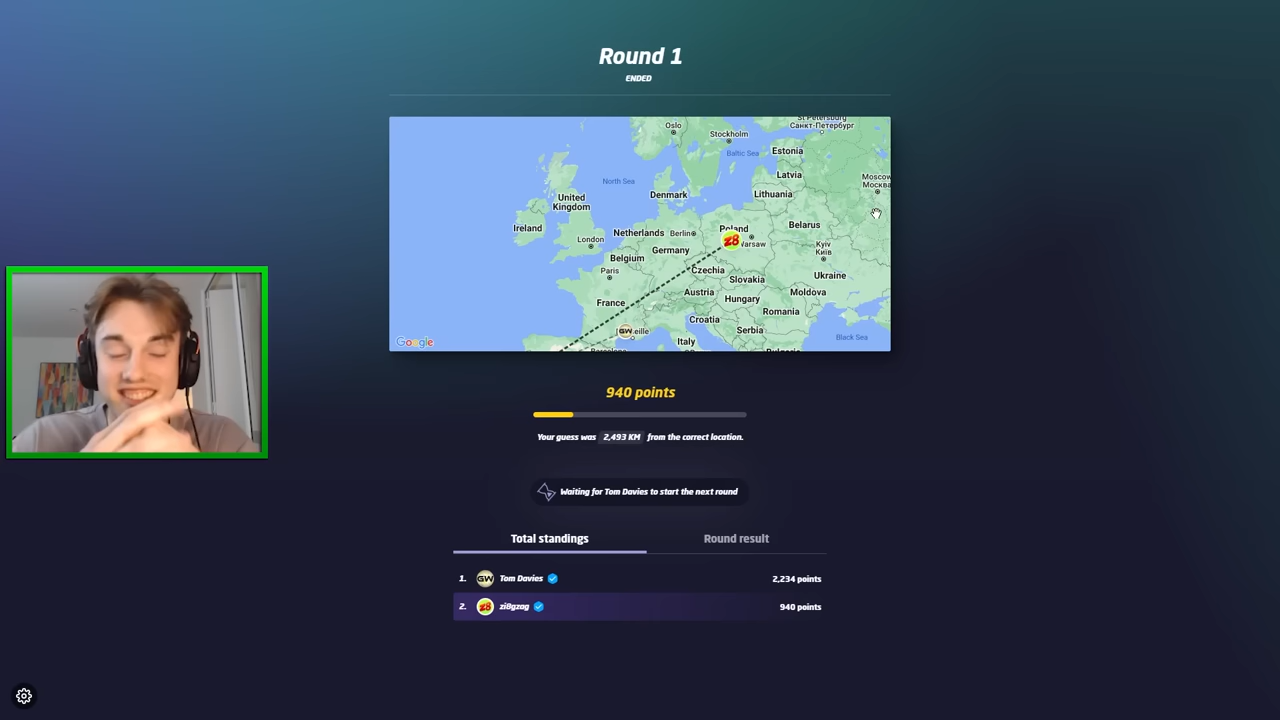 Round 1
ENDED
Oslo
Stockholm
St Petersburg
Санкт-Петербург
Baltic Sea
Estonia
North Sea
Latvia
Moscow
Москва
United
Kingdom
Denmark
Lithuania
Ireland
Poland
Belarus
London
Netherlands
Berlin
z8
Warsaw
Kyiv
Київ
Belgium
Germany
Paris
Czechia
Slovakia
Ukraine
Austria
Hungary
Moldova
France
Romania
Croatia
GW
Serbia
Italy
Black Sea
Google
940 points
Your guess was 2,493 KM from the correct location.
Waiting for Tom Davies to start the next round
Total standings Round result
1. GW Tom Davies 2,234 points
2. z8 zi8gzag 940 points